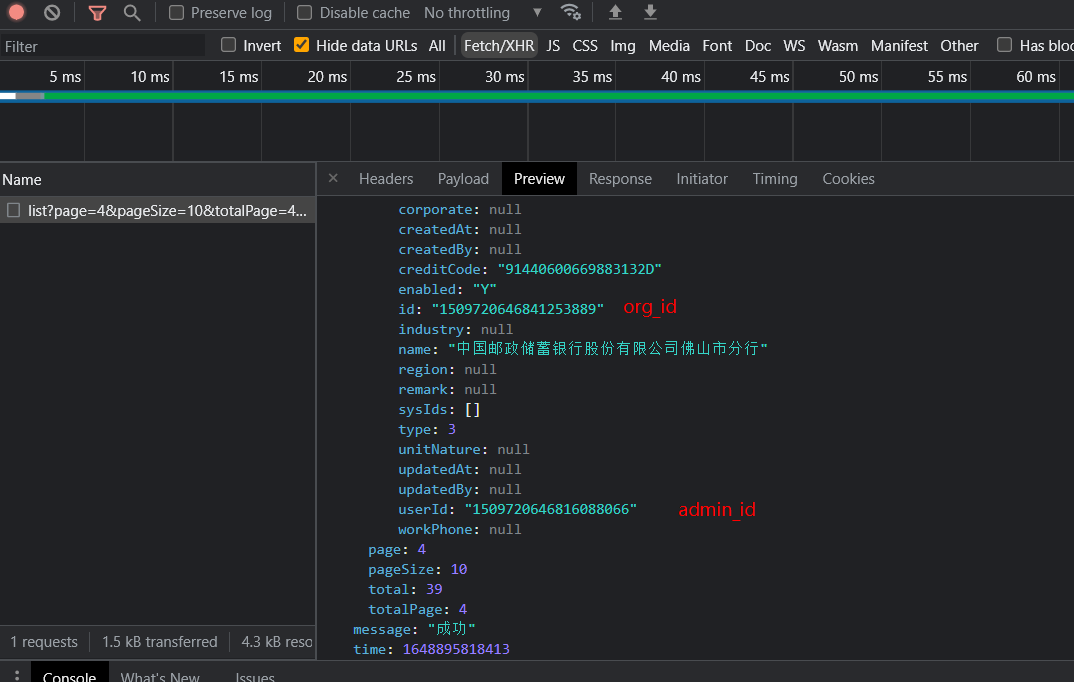 Preserve log Disable cache No throttling
Filter Invert Hide data URLs All Fetch/XHR JS CSS Img Media Font Doc WS Wasm Manifest Other Has bloc
5 ms 10 ms 15 ms 20 ms 25 ms 30 ms 35 ms 40 ms 45 ms 50 ms 55 ms 60 ms
Name × Headers Payload Preview Response Initiator Timing Cookies
list?page=4&pageSize=10&totalPage=4...
corporate: null
createdAt: null
createdBy: null
creditCode: "91440600669883132D"
enabled: "Y"
id: "1509720646841253889" org_id
industry: null
name: "中国邮政储蓄银行股份有限公司佛山市分行"
region: null
remark: null
sysIds: []
type: 3
unitNature: null
updatedAt: null
updatedBy: null
userId: "1509720646816088066" admin_id
workPhone: null
page: 4
pageSize: 10
total: 39
totalPage: 4
message: "成功"
time: 1648895818413
1 requests 1.5 kB transferred 4.3 kB reso
Console What's New Issues